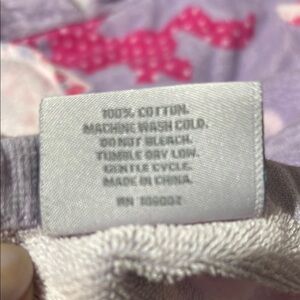 100% COTTON.
MACHINE WASH COLD.
DO NOT BLEACH.
TUMBLE DRY LOW.
GENTLE CYCLE.
MADE IN CHINA.
RN